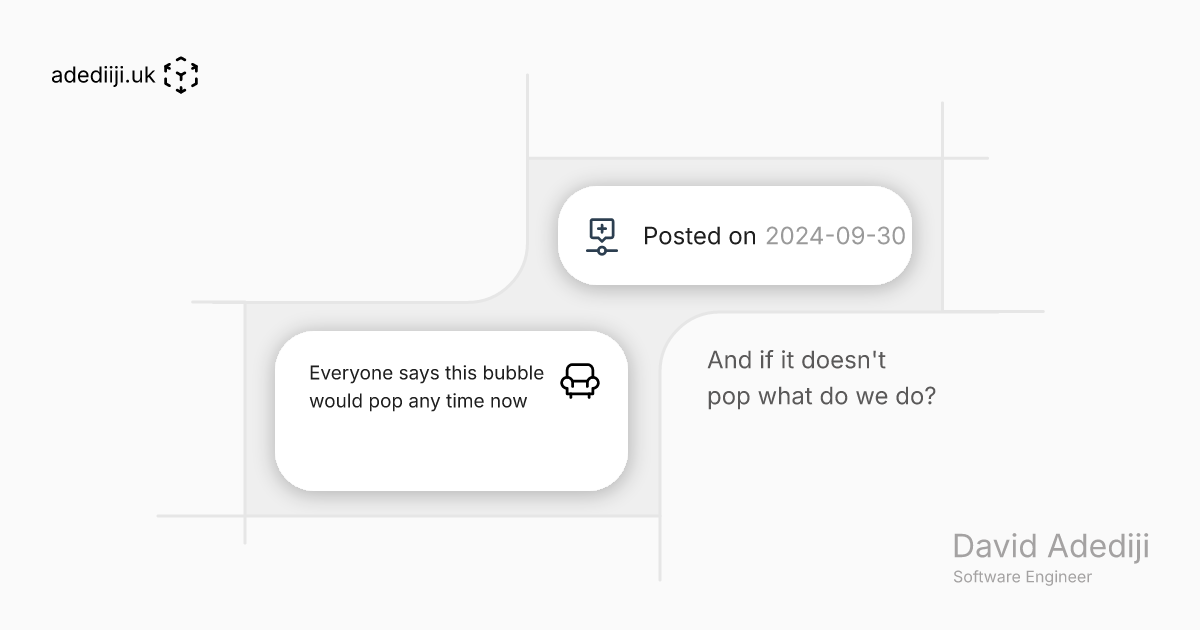 adediiji.uk
Posted on 2024-09-30
Everyone says this bubble
would pop any time now
And if it doesn't
pop what do we do?
David Adediji
Software Engineer